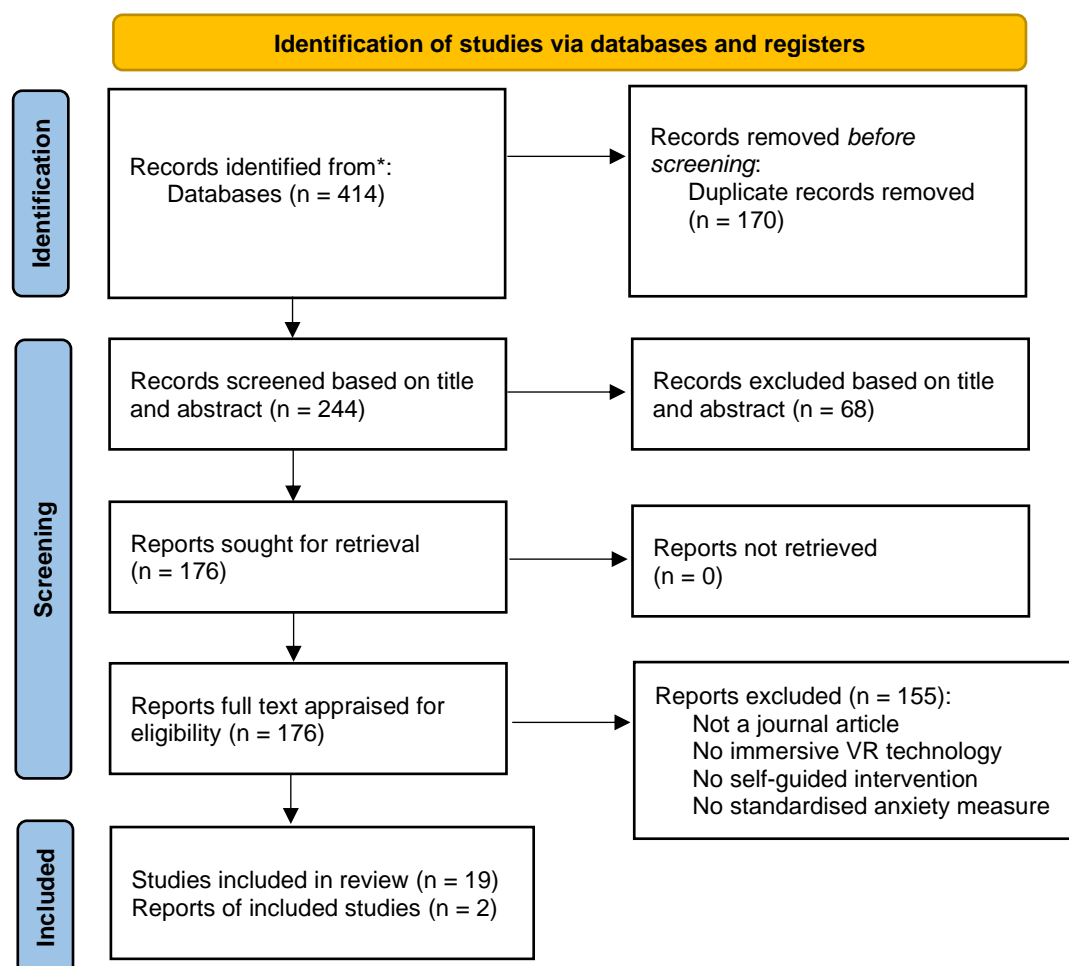 Identification of studies via databases and registers
Identification
Records identified from*:
Databases (n = 414)
Records removed before
screening:
Duplicate records removed
(n = 170)
Screening
Records screened based on title
and abstract (n = 244)
Records excluded based on title
and abstract (n = 68)
Reports sought for retrieval
(n = 176)
Reports not retrieved
(n = 0)
Reports full text appraised for
eligibility (n = 176)
Reports excluded (n = 155):
Not a journal article
No immersive VR technology
No self-guided intervention
No standardised anxiety measure
Included
Studies included in review (n = 19)
Reports of included studies (n = 2)